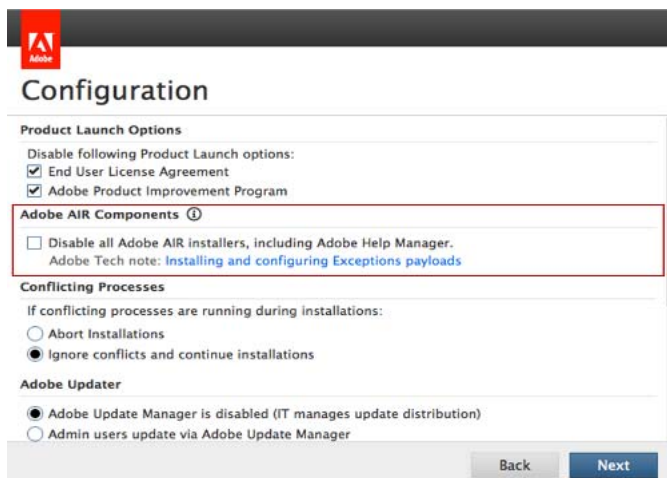 Adobe
Configuration
Product Launch Options
Disable following Product Launch options:
End User License Agreement
Adobe Product Improvement Program
Adobe AIR Components
Disable all Adobe AIR installers, including Adobe Help Manager.
Adobe Tech note: Installing and configuring Exceptions payloads
Conflicting Processes
If conflicting processes are running during installations:
Abort Installations
Ignore conflicts and continue installations
Adobe Updater
Adobe Update Manager is disabled (IT manages update distribution)
Admin users update via Adobe Update Manager
Back Next